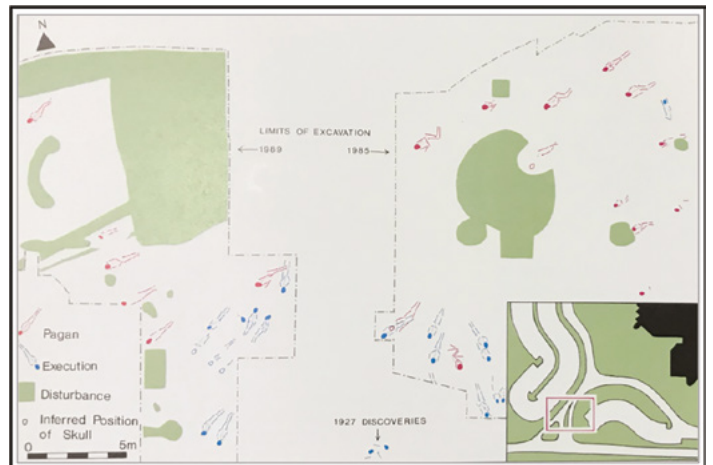 N
LIMITS OF EXCAVATION
1989 1985
Pagan
Execution
Disturbance
Inferred Position
of Skull
0 5m
1927 DISCOVERIES